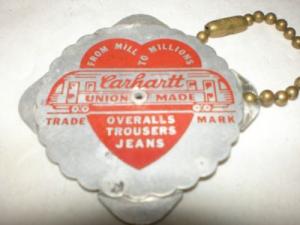 FROM MILL TO MILLIONS
Carhartt
UNION MADE
TRADE MARK
OVERALLS
TROUSERS
JEANS